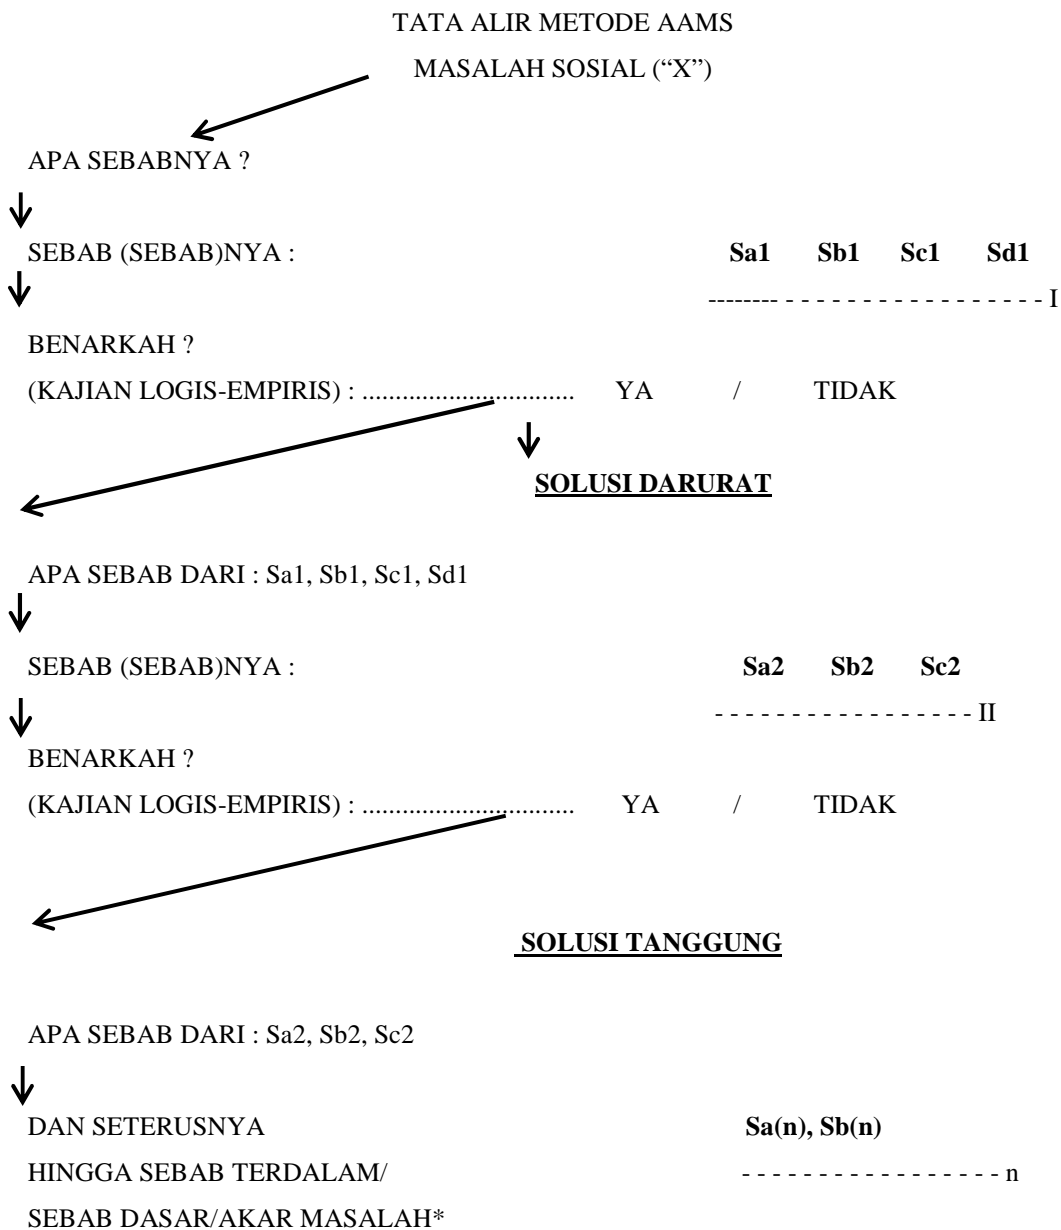 TATA ALIR METODE AAMS
MASALAH SOSIAL (“X”)
APA SEBABNYA ?
SEBAB (SEBAB)NYA : Sa1 Sb1 Sc1 Sd1
-------- - - - - - - - - - - - - - - - - - I
BENARKAH ?
(KAJIAN LOGIS-EMPIRIS) : ................................ YA / TIDAK
SOLUSI DARURAT
APA SEBAB DARI : Sa1, Sb1, Sc1, Sd1
SEBAB (SEBAB)NYA : Sa2 Sb2 Sc2
- - - - - - - - - - - - - - - - - II
BENARKAH ?
(KAJIAN LOGIS-EMPIRIS) : ................................ YA / TIDAK
SOLUSI TANGGUNG
APA SEBAB DARI : Sa2, Sb2, Sc2
DAN SETERUSNYA Sa(n), Sb(n)
HINGGA SEBAB TERDALAM/ - - - - - - - - - - - - - - - - - n
SEBAB DASAR/AKAR MASALAH*